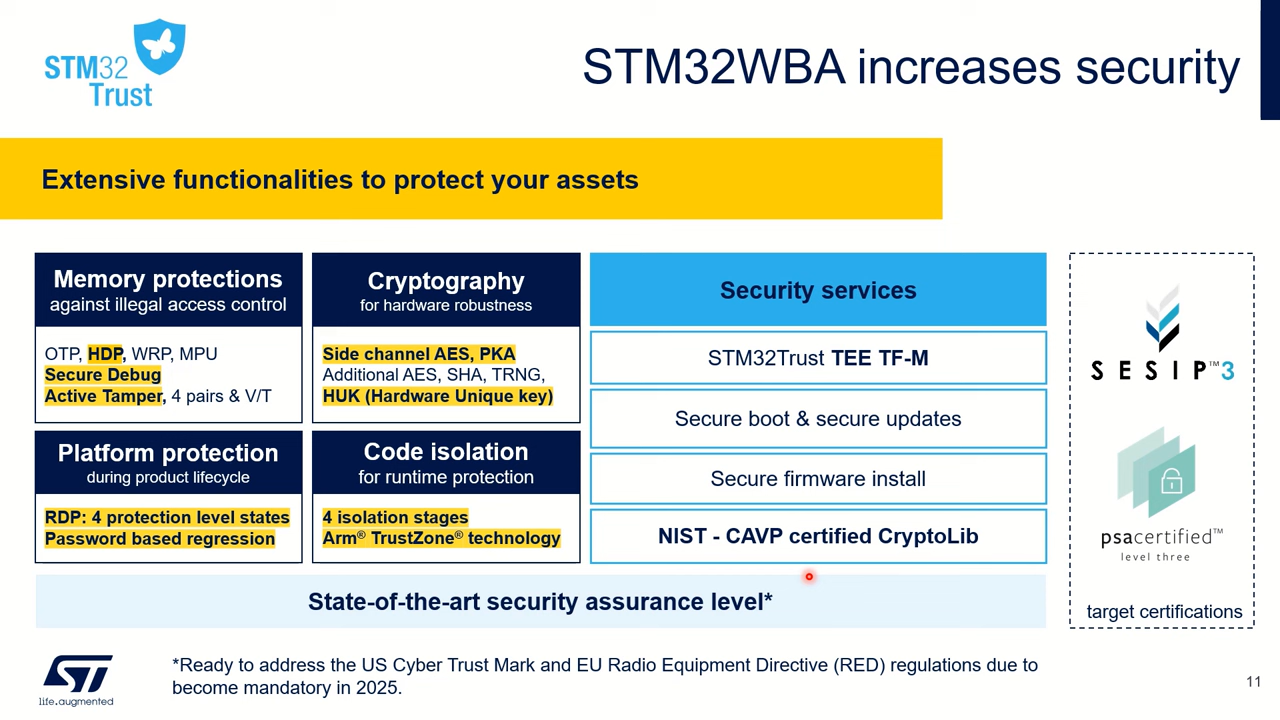 STM32
Trust
STM32WBA increases security
Extensive functionalities to protect your assets
Memory protections
against illegal access control
OTP, HDP, WRP, MPU
Secure Debug
Active Tamper, 4 pairs & V/T
Cryptography
for hardware robustness
Side channel AES, PKA
Additional AES, SHA, TRNG,
HUK (Hardware Unique key)
Platform protection
during product lifecycle
RDP: 4 protection level states
Password based regression
Code isolation
for runtime protection
4 isolation stages
Arm® TrustZone® technology
Security services
STM32Trust TEE TF-M
Secure boot & secure updates
Secure firmware install
NIST - CAVP certified CryptoLib
SESIP™3
psacertified™
level three
target certifications
State-of-the-art security assurance level*
*Ready to address the US Cyber Trust Mark and EU Radio Equipment Directive (RED) regulations due to
become mandatory in 2025.
ST
life.augmented
11